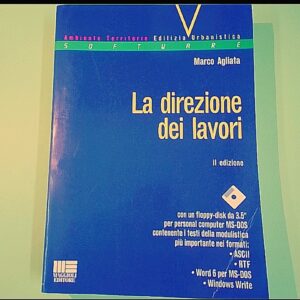 Ambiente Territorio Edilizia Urbanistica
SOFTWARE
Marco Agliata
La direzione
dei lavori
II edizione
con un floppy-disk da 3.5"
per personal computer MS-DOS
contenente i testi della modulistica
più importante nei formati:
• ASCII
• RTF
• Word 6 per MS-DOS
• Windows Write
MAGGIOLI
EDITORE